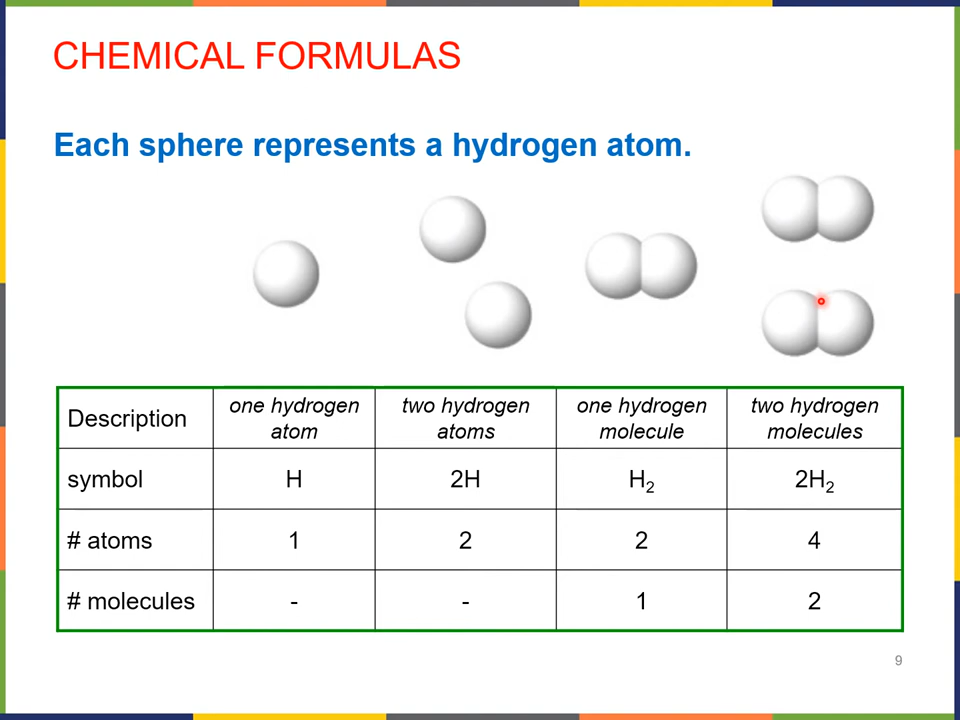 CHEMICAL FORMULAS
Each sphere represents a hydrogen atom.
Description one hydrogen atom two hydrogen atoms one hydrogen molecule two hydrogen molecules
symbol H 2H H₂ 2H₂
# atoms 1 2 2 4
# molecules - - 1 2
9